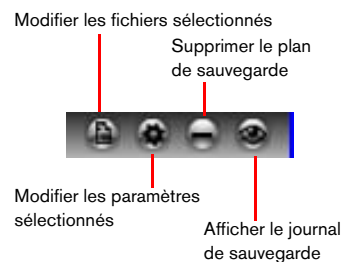 Modifier les fichiers sélectionnés
Supprimer le plan
de sauvegarde
Modifier les paramètres
sélectionnés
Afficher le journal
de sauvegarde